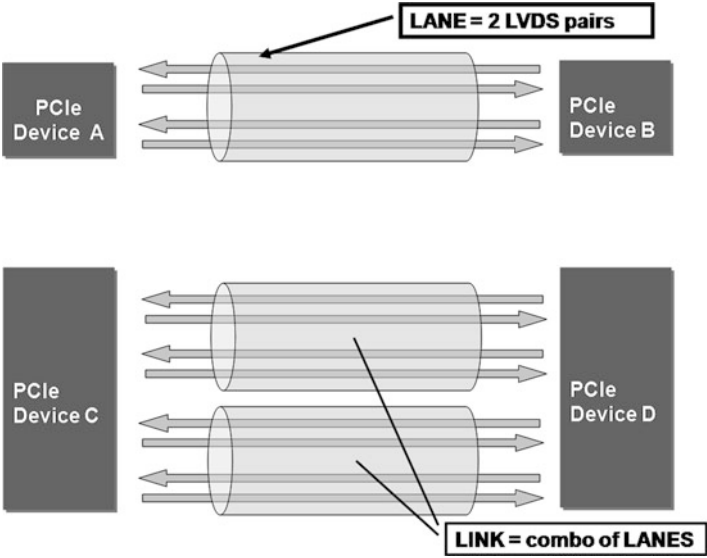 LANE = 2 LVDS pairs
PCIe
Device A
PCIe
Device B
PCIe
Device C
PCIe
Device D
LINK = combo of LANES